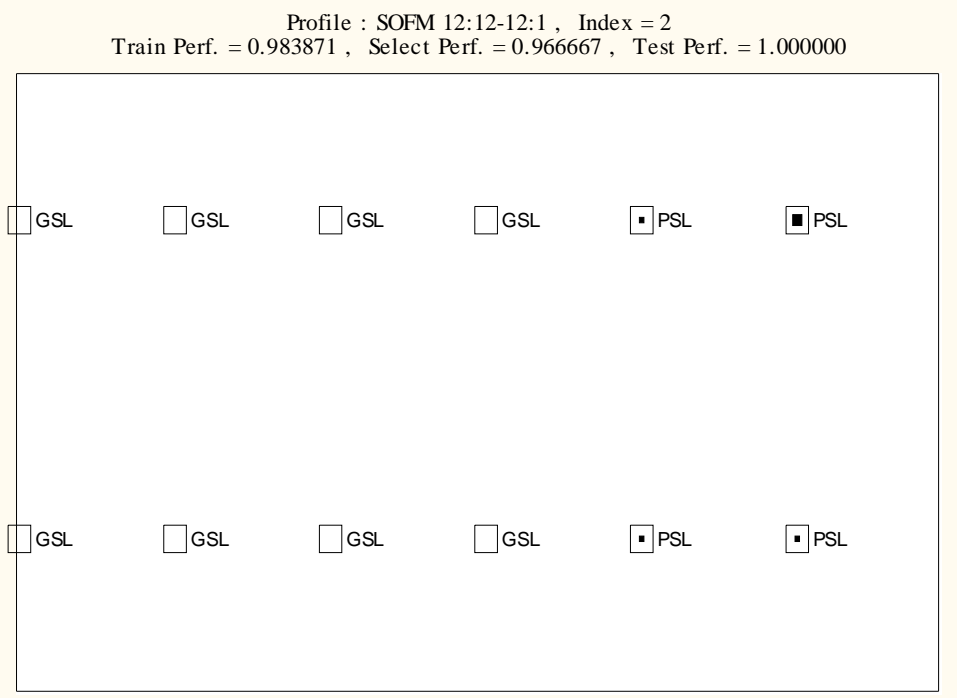 Profile : SOFM 12:12-12:1 , Index = 2
Train Perf. = 0.983871 , Select Perf. = 0.966667 , Test Perf. = 1.000000
GSL GSL GSL GSL PSL PSL
GSL GSL GSL GSL PSL PSL